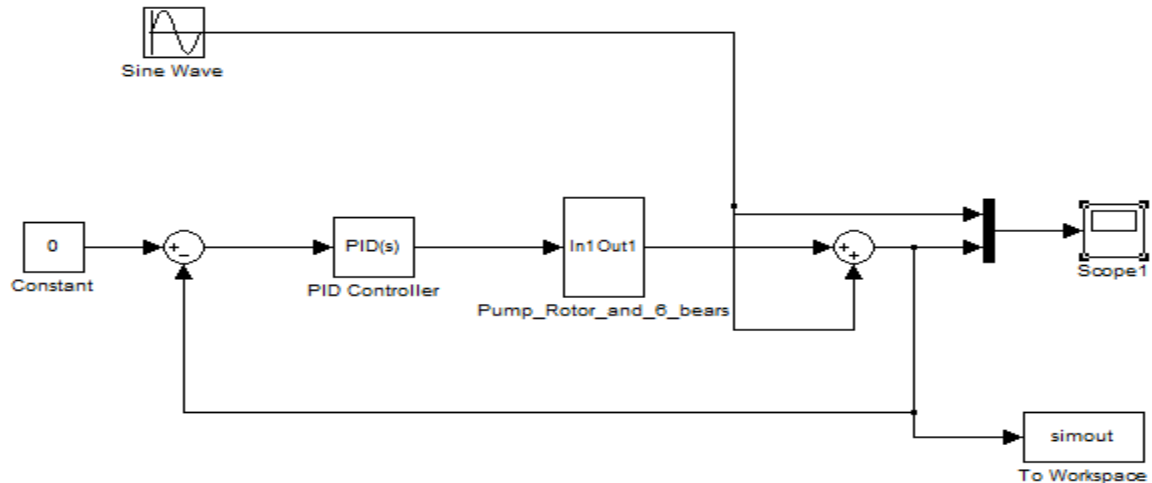 Sine Wave
0
Constant
+
−
PID(s)
PID Controller
In1 Out1
Pump_Rotor_and_6_bears
+
+
Scope1
simout
To Workspace